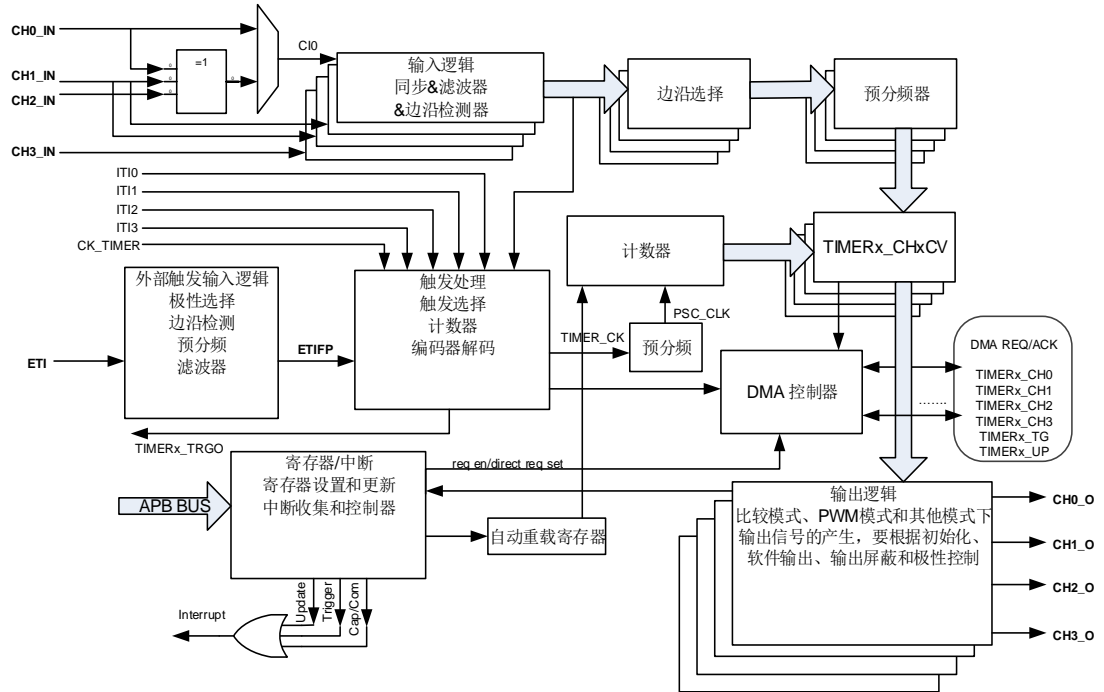 CH0_IN
CH1_IN
CH2_IN
CH3_IN
=1
CI0
输入逻辑
同步&滤波器
&边沿检测器
边沿选择
预分频器
ITI0
ITI1
ITI2
ITI3
CK_TIMER
计数器
TIMERx_CHxCV
外部触发输入逻辑
极性选择
边沿检测
预分频
滤波器
ETI
ETIFP
触发处理
触发选择
计数器
编码器解码
TIMER_CK
PSC_CLK
预分频
DMA 控制器
DMA REQ/ACK
TIMERx_CH0
TIMERx_CH1
TIMERx_CH2
TIMERx_CH3
TIMERx_TG
TIMERx_UP
…….
TIMERx_TRGO
寄存器/中断
寄存器设置和更新
中断收集和控制器
req en/direct req set
APB BUS
自动重载寄存器
输出逻辑
比较模式、PWM模式和其他模式下
输出信号的产生，要根据初始化、
软件输出、输出屏蔽和极性控制
CH0_O
CH1_O
CH2_O
CH3_O
Update
Trigger
Cap/Com
Interrupt